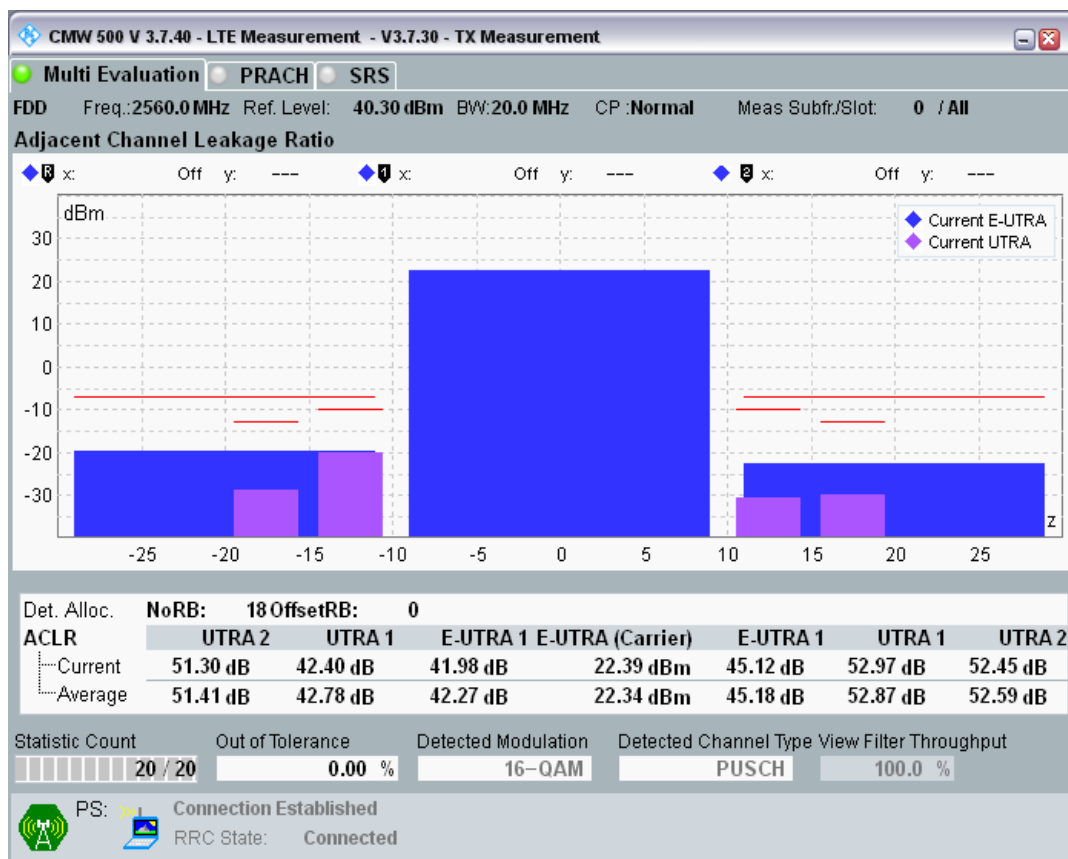 CMW 500 V 3.7.40 - LTE Measurement - V3.7.30 - TX Measurement
Multi Evaluation PRACH SRS
FDD Freq.:2560.0 MHz Ref. Level: 40.30 dBm BW:20.0 MHz CP :Normal Meas Subfr./Slot: 0 / All
Adjacent Channel Leakage Ratio
R x: Off y: --- 1 x: Off y: --- 2 x: Off y: ---
dBm
Current E-UTRA
Current UTRA
30
20
10
0
-10
-20
-30
z
-25 -20 -15 -10 -5 0 5 10 15 20 25
Det. Alloc. NoRB: 18 OffsetRB: 0
ACLR UTRA 2 UTRA 1 E-UTRA 1 E-UTRA (Carrier) E-UTRA 1 UTRA 1 UTRA 2
Current 51.30 dB 42.40 dB 41.98 dB 22.39 dBm 45.12 dB 52.97 dB 52.45 dB
Average 51.41 dB 42.78 dB 42.27 dB 22.34 dBm 45.18 dB 52.87 dB 52.59 dB
Statistic Count Out of Tolerance Detected Modulation Detected Channel Type View Filter Throughput
20 / 20 0.00 % 16-QAM PUSCH 100.0 %
PS: Connection Established
RRC State: Connected